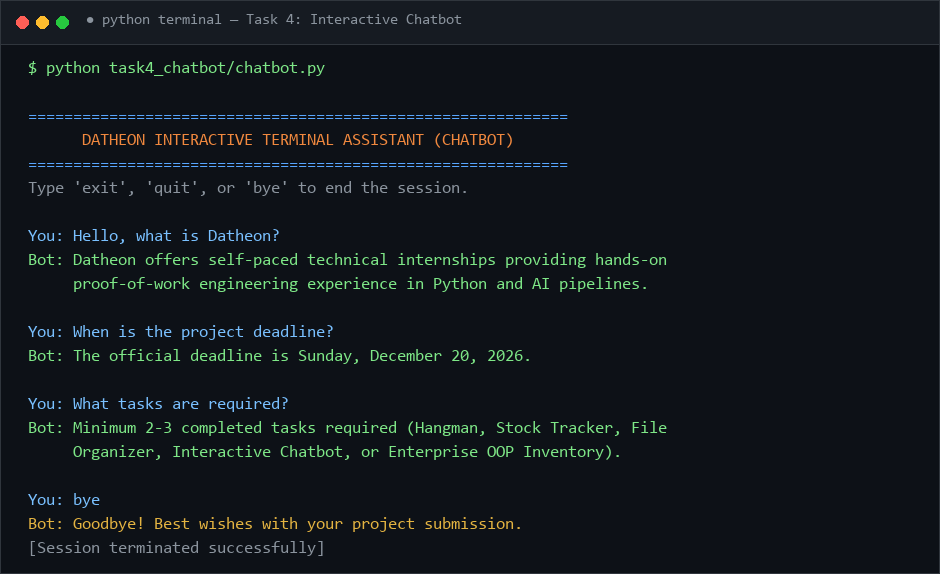 ● python terminal — Task 4: Interactive Chatbot
$ python task4_chatbot/chatbot.py
============================================================
DATHEON INTERACTIVE TERMINAL ASSISTANT (CHATBOT)
============================================================
Type 'exit', 'quit', or 'bye' to end the session.
You: Hello, what is Datheon?
Bot: Datheon offers self-paced technical internships providing hands-on
proof-of-work engineering experience in Python and AI pipelines.
You: When is the project deadline?
Bot: The official deadline is Sunday, December 20, 2026.
You: What tasks are required?
Bot: Minimum 2-3 completed tasks required (Hangman, Stock Tracker, File
Organizer, Interactive Chatbot, or Enterprise OOP Inventory).
You: bye
Bot: Goodbye! Best wishes with your project submission.
[Session terminated successfully]